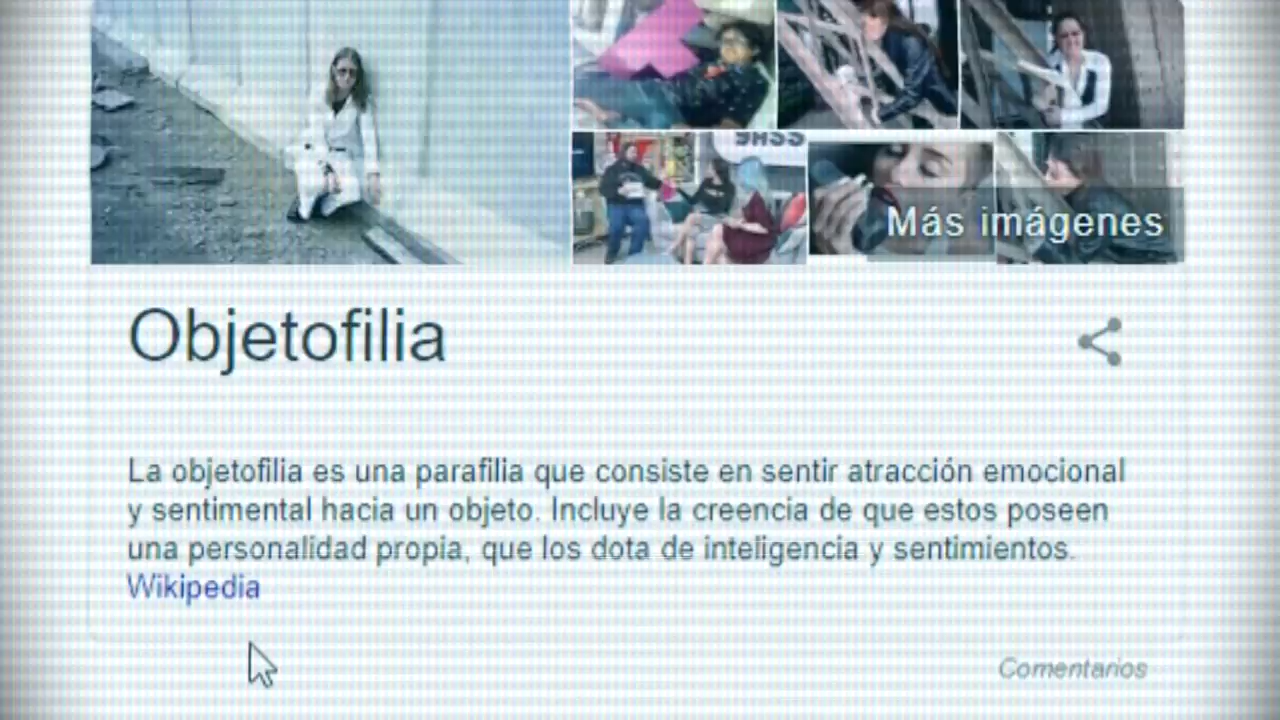 Más imágenes
Objetofilia
La objetofilia es una parafilia que consiste en sentir atracción emocional
y sentimental hacia un objeto. Incluye la creencia de que estos poseen
una personalidad propia, que los dota de inteligencia y sentimientos.
Wikipedia
Comentarios